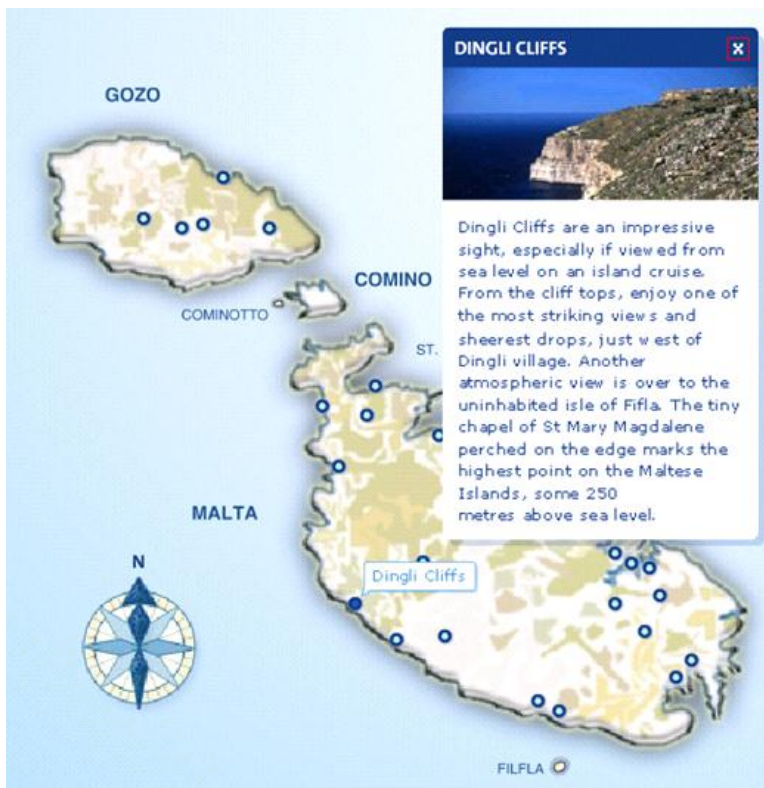 DINGLI CLIFFS
x
GOZO
Dingli Cliffs are an impressive
sight, especially if viewed from
sea level on an island cruise.
From the cliff tops, enjoy one of
the most striking views and
sheerest drops, just west of
Dingli village. Another
atmospheric view is over to the
uninhabited isle of Fifla. The tiny
chapel of St Mary Magdalene
perched on the edge marks the
highest point on the Maltese
Islands, some 250
metres above sea level.
COMINO
COMINOTTO
ST.
MALTA
N
Dingli Cliffs
FILFLA